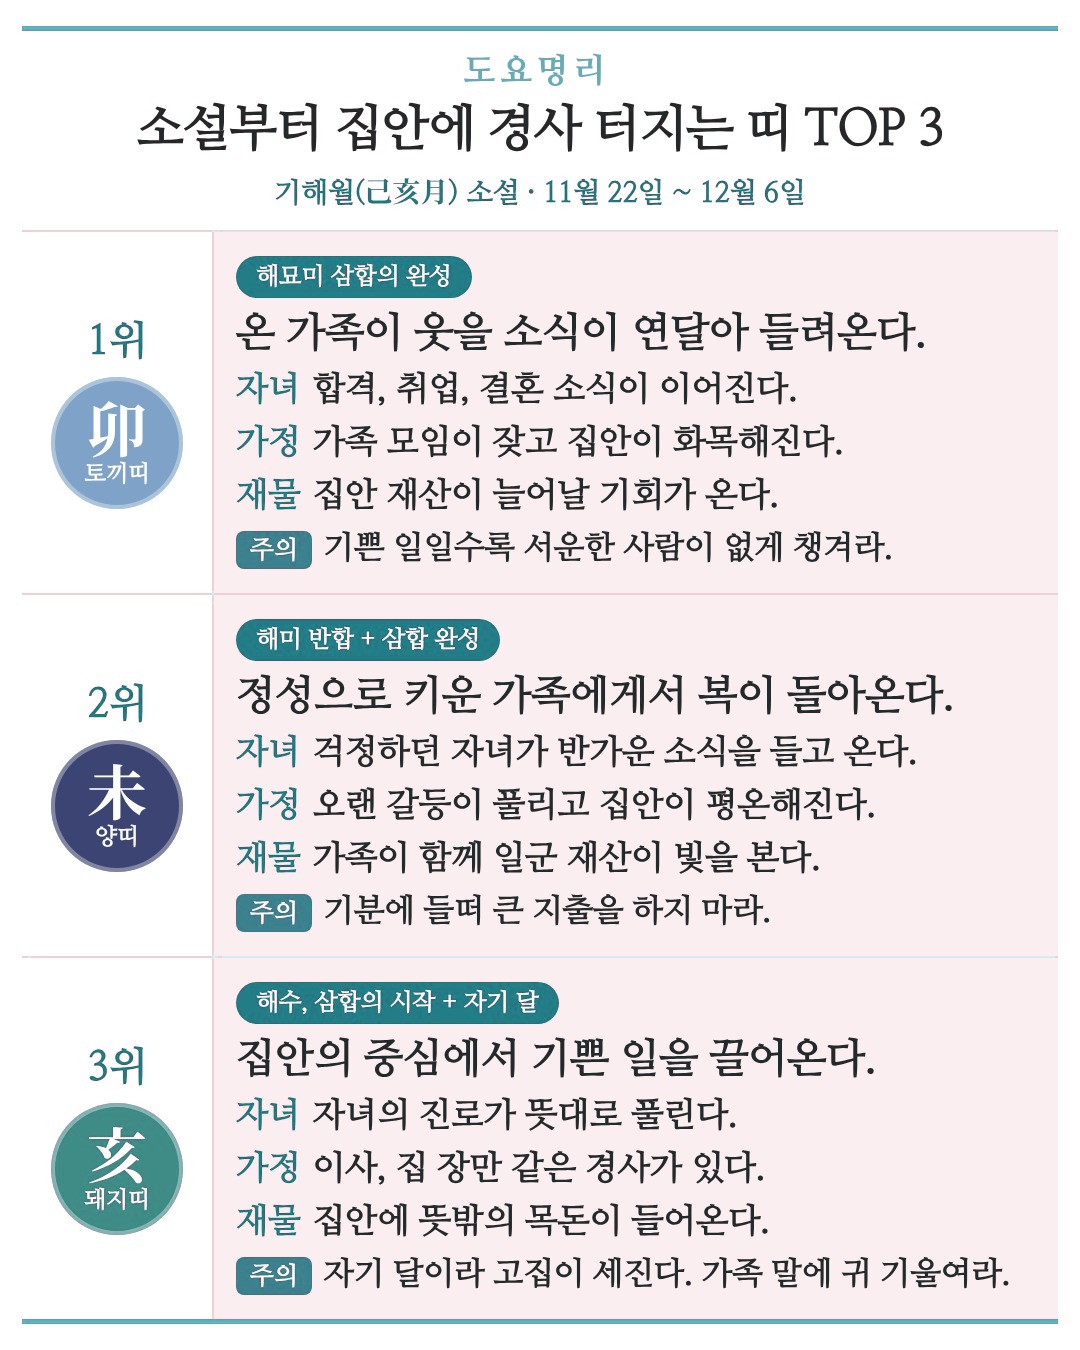 도요명리
소설부터 집안에 경사 터지는 띠 TOP 3
기해월(己亥月) 소설 · 11월 22일 ~ 12월 6일
1위
卯
토끼띠
해묘미 삼합의 완성
온 가족이 웃을 소식이 연달아 들려온다.
자녀 합격, 취업, 결혼 소식이 이어진다.
가정 가족 모임이 잦고 집안이 화목해진다.
재물 집안 재산이 늘어날 기회가 온다.
주의 기쁜 일일수록 서운한 사람이 없게 챙겨라.
2위
未
양띠
해미 반합 + 삼합 완성
정성으로 키운 가족에게서 복이 돌아온다.
자녀 걱정하던 자녀가 반가운 소식을 들고 온다.
가정 오랜 갈등이 풀리고 집안이 평온해진다.
재물 가족이 함께 일군 재산이 빛을 본다.
주의 기분에 들떠 큰 지출을 하지 마라.
3위
亥
돼지띠
해수, 삼합의 시작 + 자기 달
집안의 중심에서 기쁜 일을 끌어온다.
자녀 자녀의 진로가 뜻대로 풀린다.
가정 이사, 집 장만 같은 경사가 있다.
재물 집안에 뜻밖의 목돈이 들어온다.
주의 자기 달이라 고집이 세진다. 가족 말에 귀 기울여라.